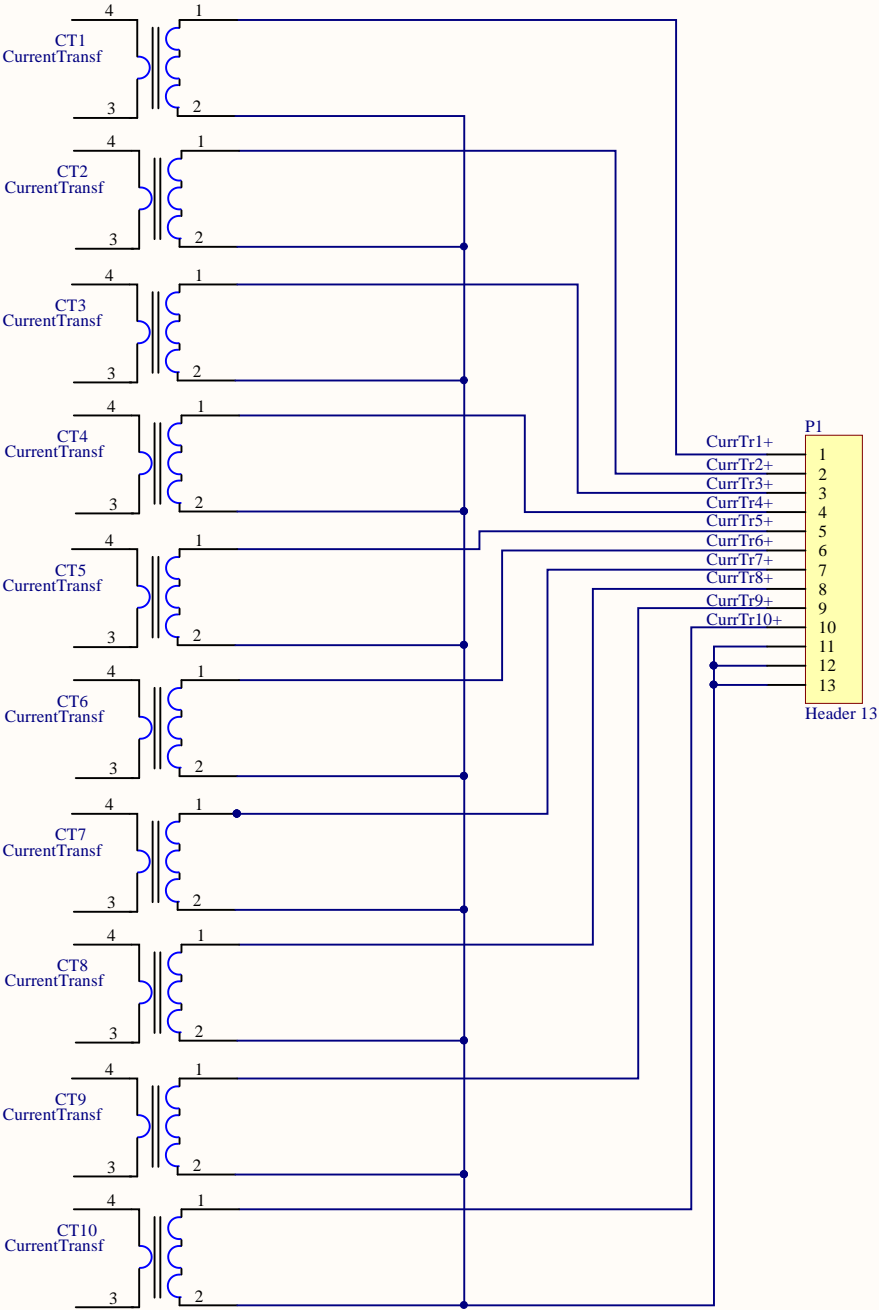 4
1
CT1
CurrentTransf
3
2
4
1
CT2
CurrentTransf
3
2
4
1
CT3
CurrentTransf
3
2
4
1
CT4
CurrentTransf
3
2
4
1
CT5
CurrentTransf
3
2
4
1
CT6
CurrentTransf
3
2
4
1
CT7
CurrentTransf
3
2
4
1
CT8
CurrentTransf
3
2
4
1
CT9
CurrentTransf
3
2
4
1
CT10
CurrentTransf
3
2
P1
CurrTr1+ 1
CurrTr2+ 2
CurrTr3+ 3
CurrTr4+ 4
CurrTr5+ 5
CurrTr6+ 6
CurrTr7+ 7
CurrTr8+ 8
CurrTr9+ 9
CurrTr10+ 10
11
12
13
Header 13